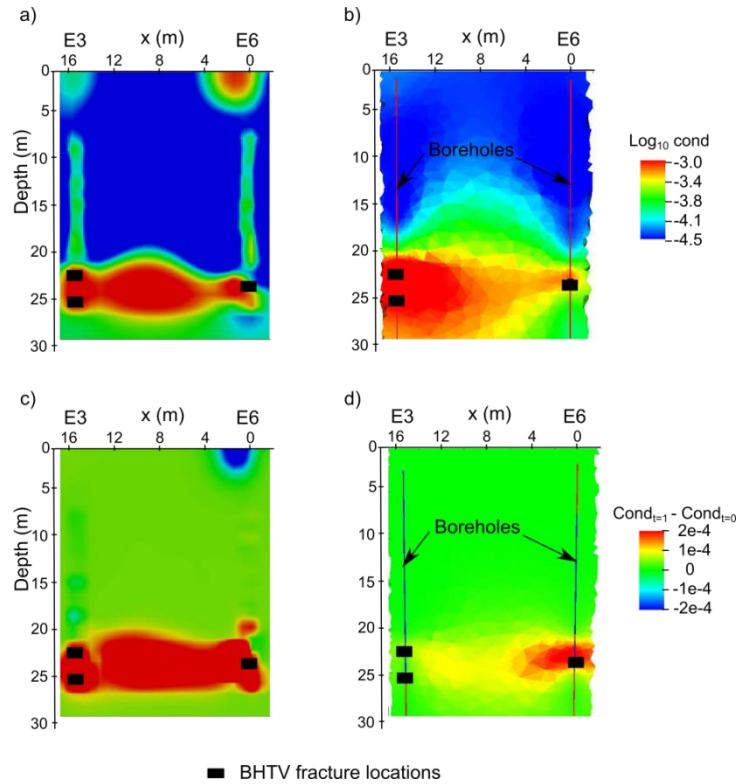 a)
E3 x (m) E6
16 12 8 4 0
0
5
10
15
20
25
30
Depth (m)
b)
E3 x (m) E6
16 12 8 4 0
0
5
10
15
20
25
30
Boreholes
Log10 cond
-3.0
-3.4
-3.8
-4.1
-4.5
c)
E3 x (m) E6
16 12 8 4 0
0
5
10
15
20
25
30
Depth (m)
d)
E3 x (m) E6
16 12 8 4 0
0
5
10
15
20
25
30
Boreholes
Condt=1 - Condt=0
2e-4
1e-4
0
-1e-4
-2e-4
BHTV fracture locations